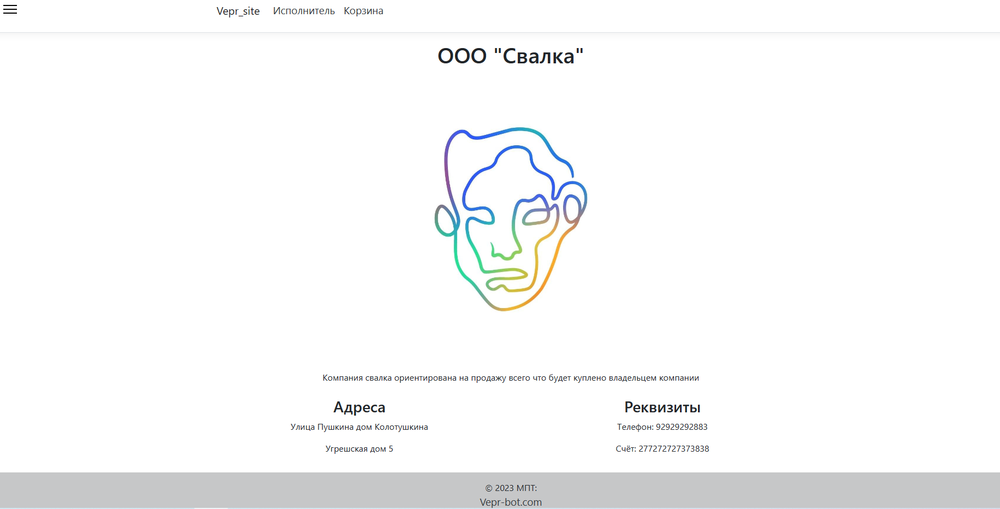 Vepr_site Исполнитель Корзина
ООО "Свалка"
Компания свалка ориентирована на продажу всего что будет куплено владельцем компании
Адреса
Улица Пушкина дом Колотушкина
Угрешская дом 5
Реквизиты
Телефон: 92929292883
Счёт: 277272727373838
© 2023 МПТ:
Vepr-bot.com